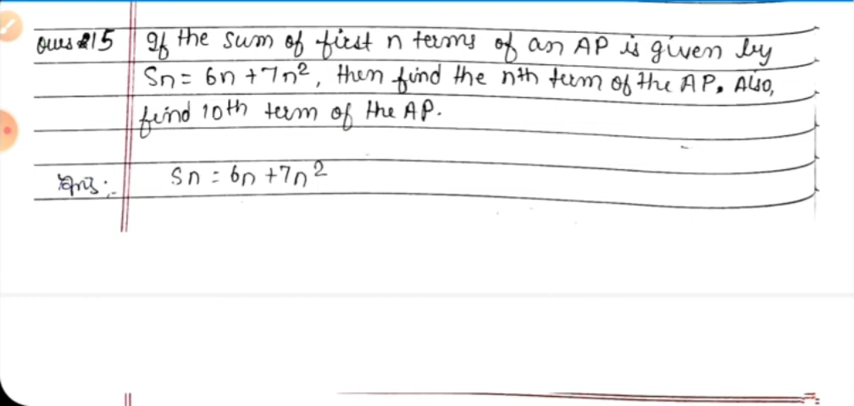 Ques 15 If the sum of first n terms of an AP is given by
Sn = 6n + 7n², then find the nth term of the AP. Also,
find 10th term of the AP.
Ans:- Sn = 6n + 7n²